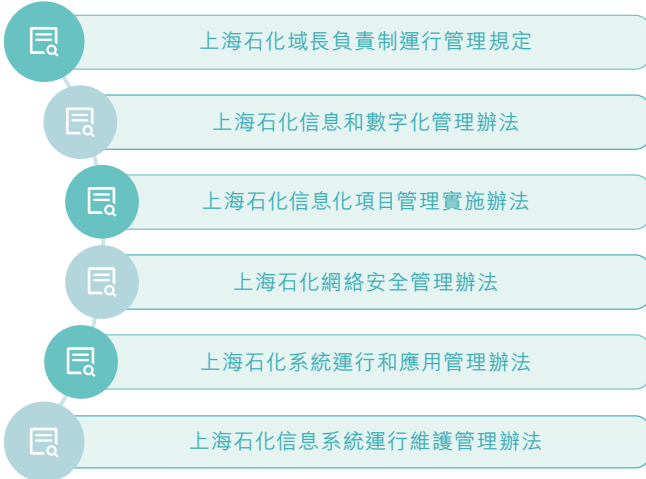 上海石化域長負責制運行管理規定
上海石化信息和數字化管理辦法
上海石化信息化項目管理實施辦法
上海石化網絡安全管理辦法
上海石化系統運行和應用管理辦法
上海石化信息系統運行維護管理辦法